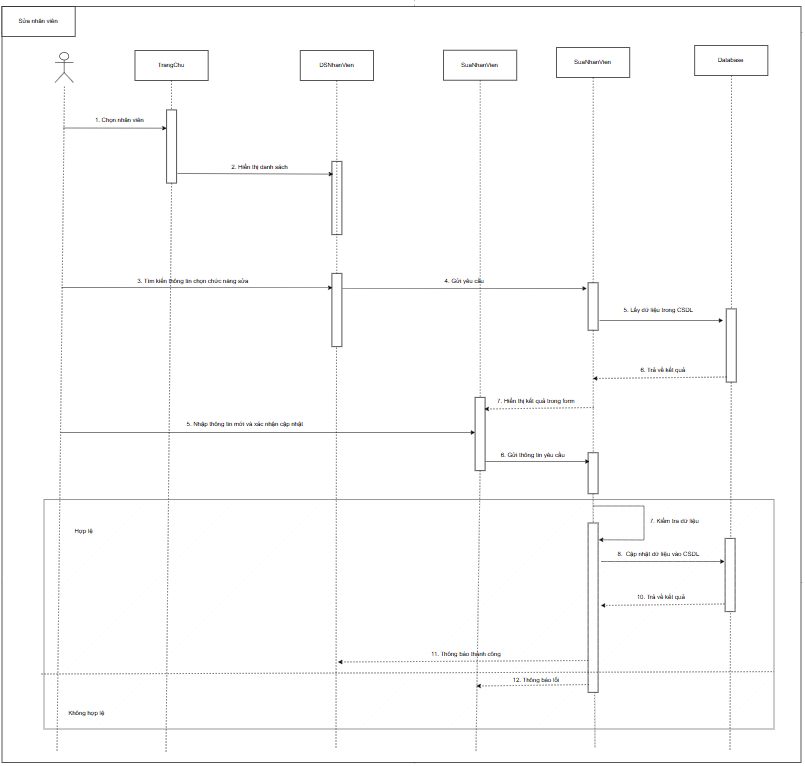 Sửa nhân viên
TrangChu
DSNhanVien
SuaNhanVien
SuaNhanVien
Database
1. Chọn nhân viên
2. Hiển thị danh sách
3. Tìm kiến thông tin chọn chức năng sửa
4. Gửi yêu cầu
5. Lấy dữ liệu trong CSDL
6. Trả về kết quả
7. Hiển thị kết quả trong form
5. Nhập thông tin mới và xác nhận cập nhật
6. Gửi thông tin yêu cầu
7. Kiểm tra dữ liệu
Hợp lệ
8. Cập nhật dữ liệu vào CSDL
10. Trả về kết quả
11. Thông báo thành công
12. Thông báo lỗi
Không hợp lệ